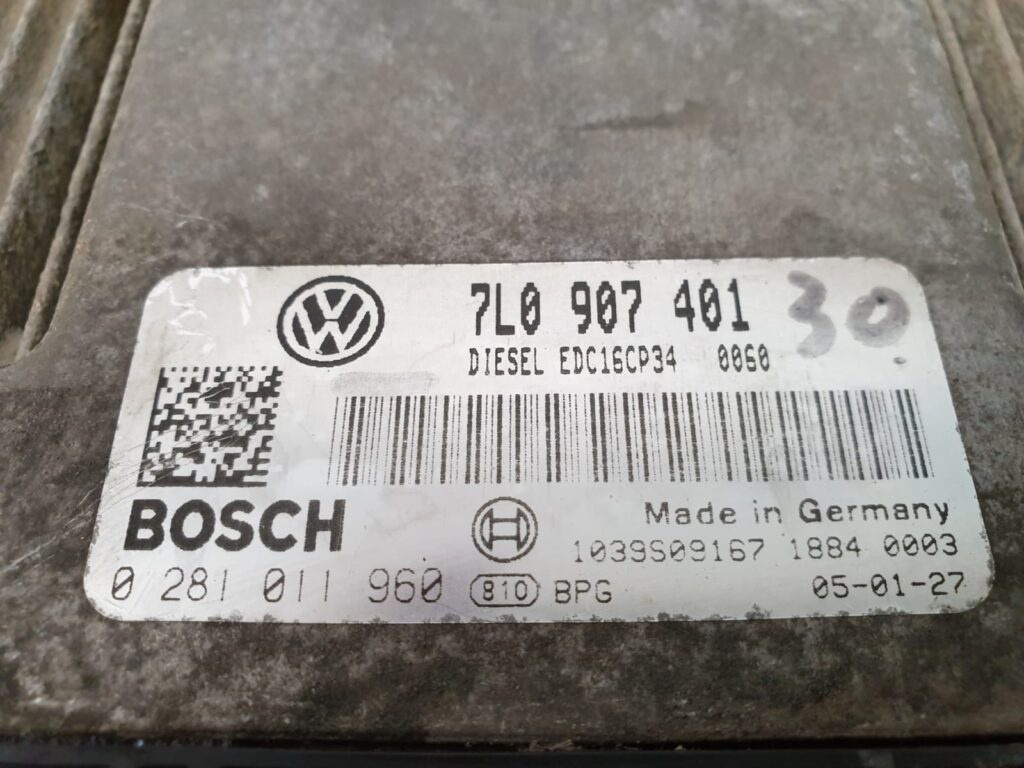 7L0 907 401 30
DIESEL EDC16CP34 0060
BOSCH
Made in Germany
1039S09167 1884 0003
0 281 011 960 810 BPG 05-01-27